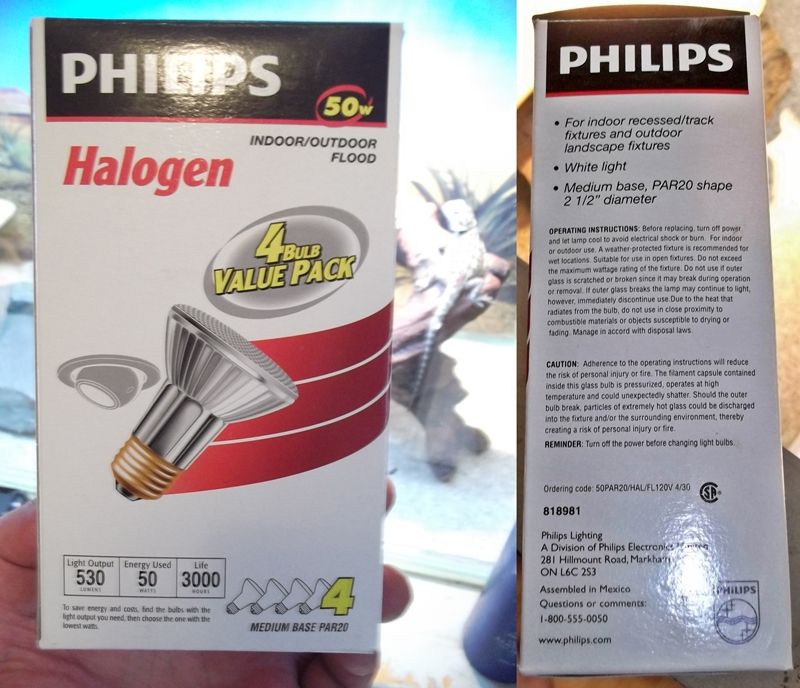 PHILIPS
50w
INDOOR/OUTDOOR
FLOOD
Halogen
4 BULB
VALUE PACK
Light Output
530
LUMENS
Energy Used
50
WATTS
Life
3000
HOURS
To save energy and costs, find the bulbs with the
light output you need, then choose the one with the
lowest watts.
4
MEDIUM BASE PAR20
PHILIPS
• For indoor recessed/track
fixtures and outdoor
landscape fixtures
• White light
• Medium base, PAR20 shape
2 1/2" diameter
OPERATING INSTRUCTIONS: Before replacing, turn off power
and let lamp cool to avoid electrical shock or burn. For indoor
or outdoor use. A weather-protected fixture is recommended for
wet locations. Suitable for use in open fixtures. Do not exceed
the maximum wattage rating of the fixture. Do not use if outer
glass is scratched or broken since it may break during operation
or removal. If outer glass breaks the lamp may continue to light,
however, immediately discontinue use.Due to the heat that
radiates from the bulb, do not use in close proximity to
combustible materials or objects susceptible to drying or
fading. Manage in accord with disposal laws.
CAUTION: Adherence to the operating instructions will reduce
the risk of personal injury or fire. The filament capsule contained
inside this glass bulb is pressurized, operates at high
temperature and could unexpectedly shatter. Should the outer
bulb break, particles of extremely hot glass could be discharged
into the fixture and/or the surrounding environment, thereby
creating a risk of personal injury or fire.
REMINDER: Turn off the power before changing light bulbs.
Ordering code: 50PAR20/HAL/FL120V 4/30
818981
Philips Lighting
A Division of Philips Electronics
281 Hillmount Road, Markham
ON L6C 2S3
Assembled in Mexico
Questions or comments:
1-800-555-0050
www.philips.com
PHILIPS